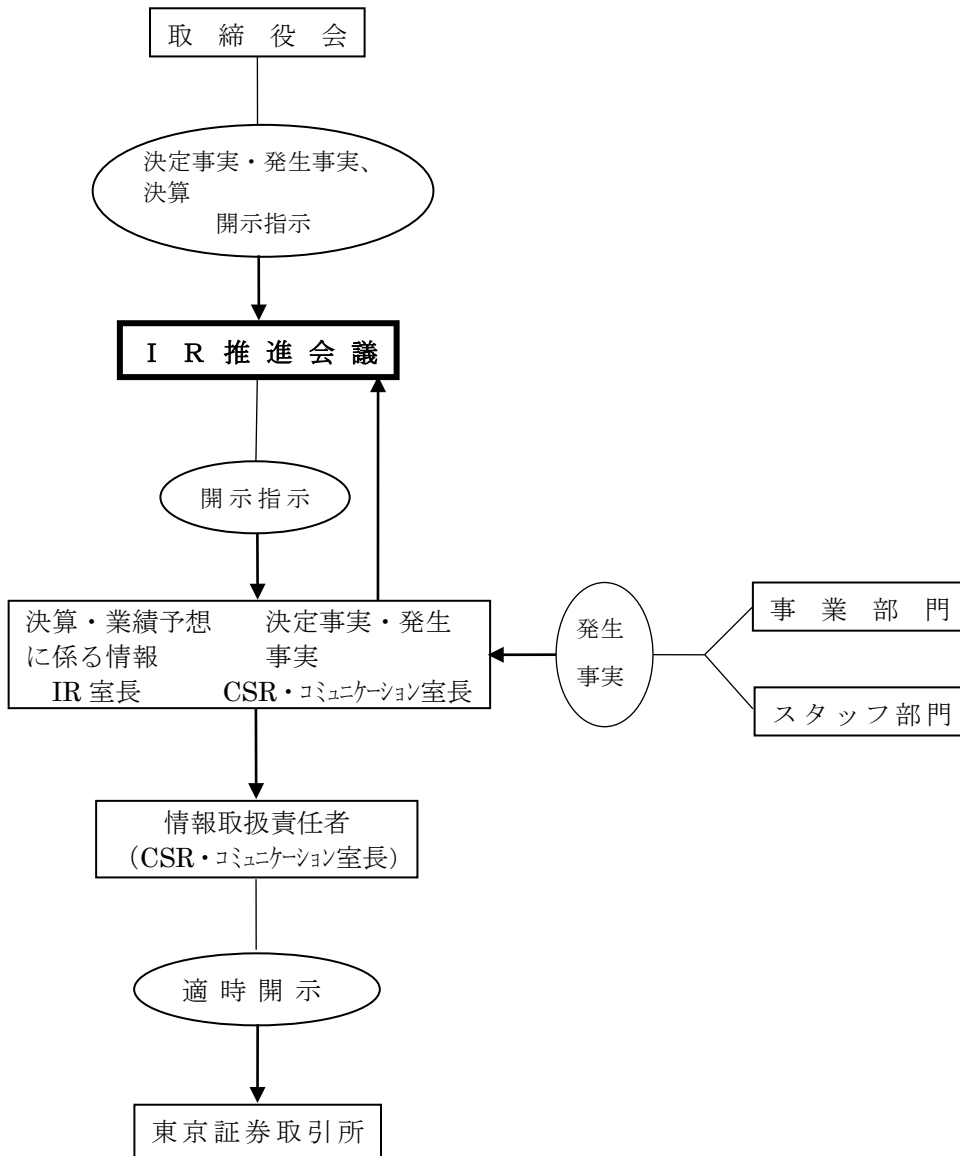 取締役会
決定事実・発生事実、
決算
開示指示
ＩＲ推進会議
開示指示
決算・業績予想
に係る情報
IR室長
決定事実・発生
事実
CSR・コミュニケーション室長
発生
事実
事業部門
スタッフ部門
情報取扱責任者
（CSR・コミュニケーション室長）
適時開示
東京証券取引所